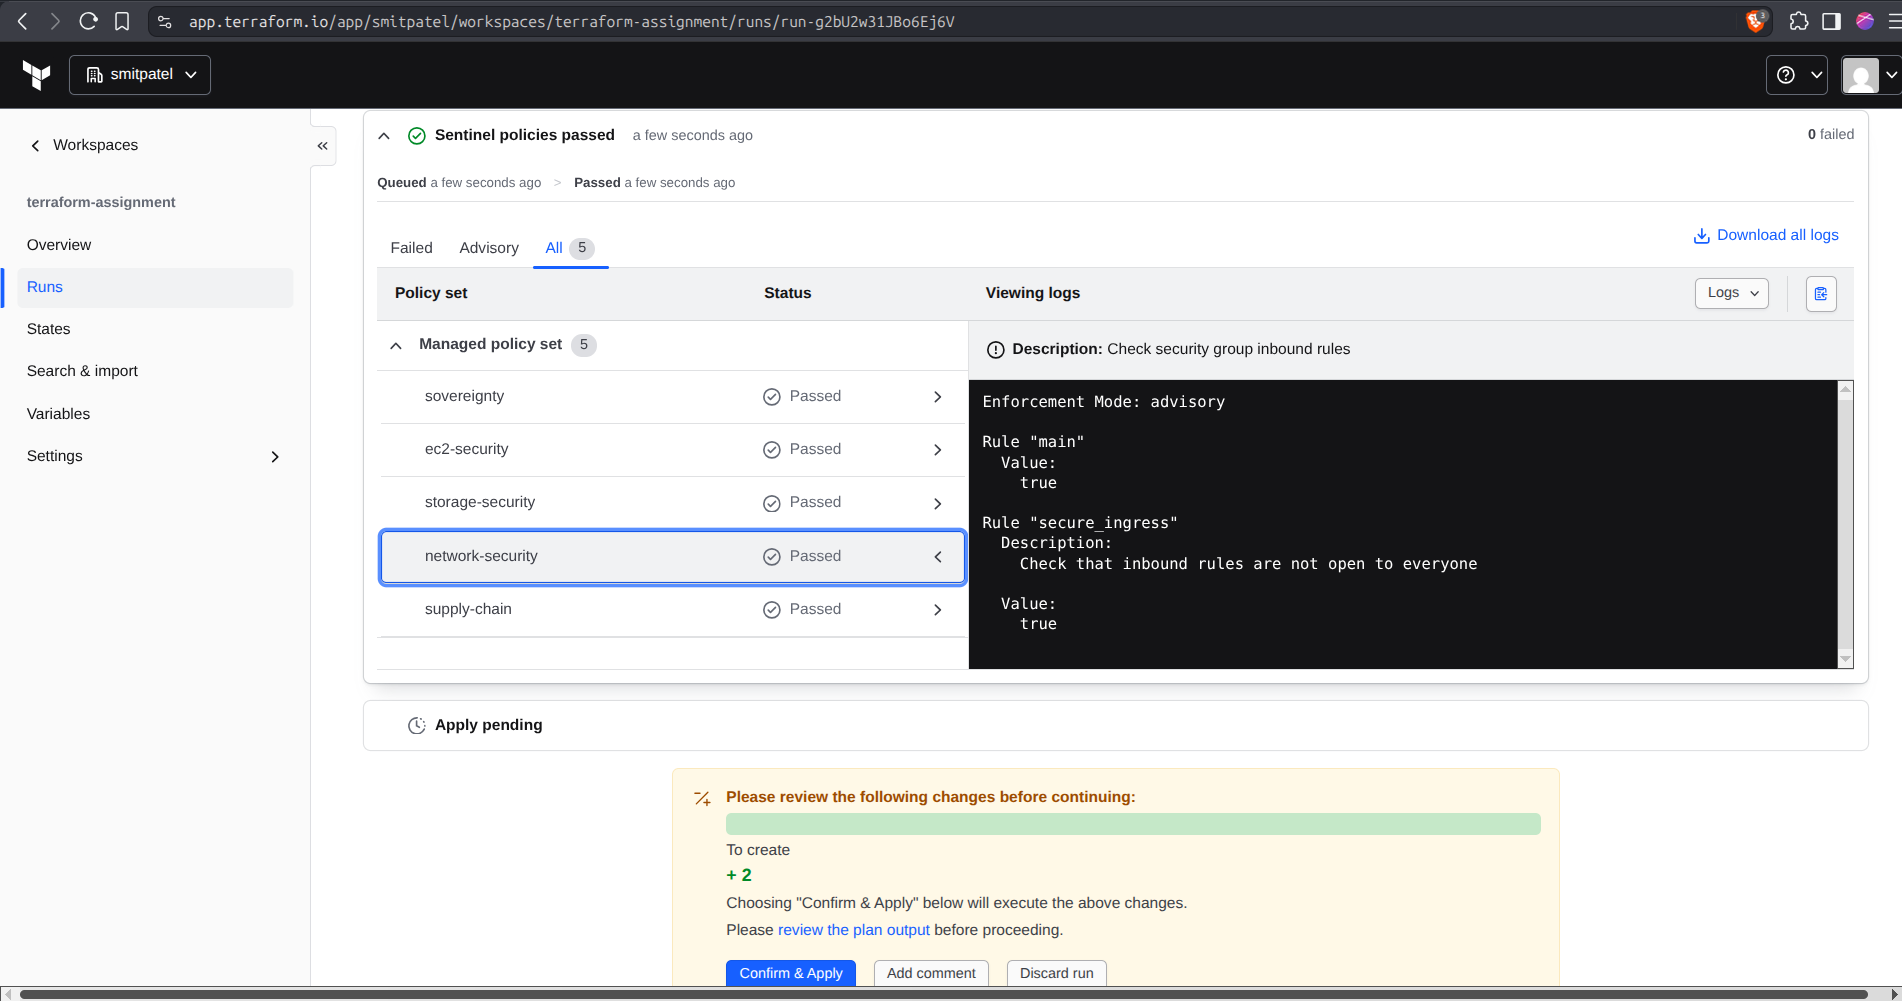 app.terraform.io/app/smitpatel/workspaces/terraform-assignment/runs/run-g2bU2w31JBo6Ej6V
3
smitpatel
Workspaces
terraform-assignment
Overview
Runs
States
Search & import
Variables
Settings
Sentinel policies passed a few seconds ago
0 failed
Queued a few seconds ago > Passed a few seconds ago
Failed Advisory All 5
Download all logs
Policy set Status Viewing logs
Logs
Managed policy set 5
sovereignty Passed
ec2-security Passed
storage-security Passed
network-security Passed
supply-chain Passed
Description: Check security group inbound rules
Enforcement Mode: advisory
Rule "main"
Value:
true
Rule "secure_ingress"
Description:
Check that inbound rules are not open to everyone
Value:
true
Apply pending
Please review the following changes before continuing:
To create
+ 2
Choosing "Confirm & Apply" below will execute the above changes.
Please review the plan output before proceeding.
Confirm & Apply Add comment Discard run